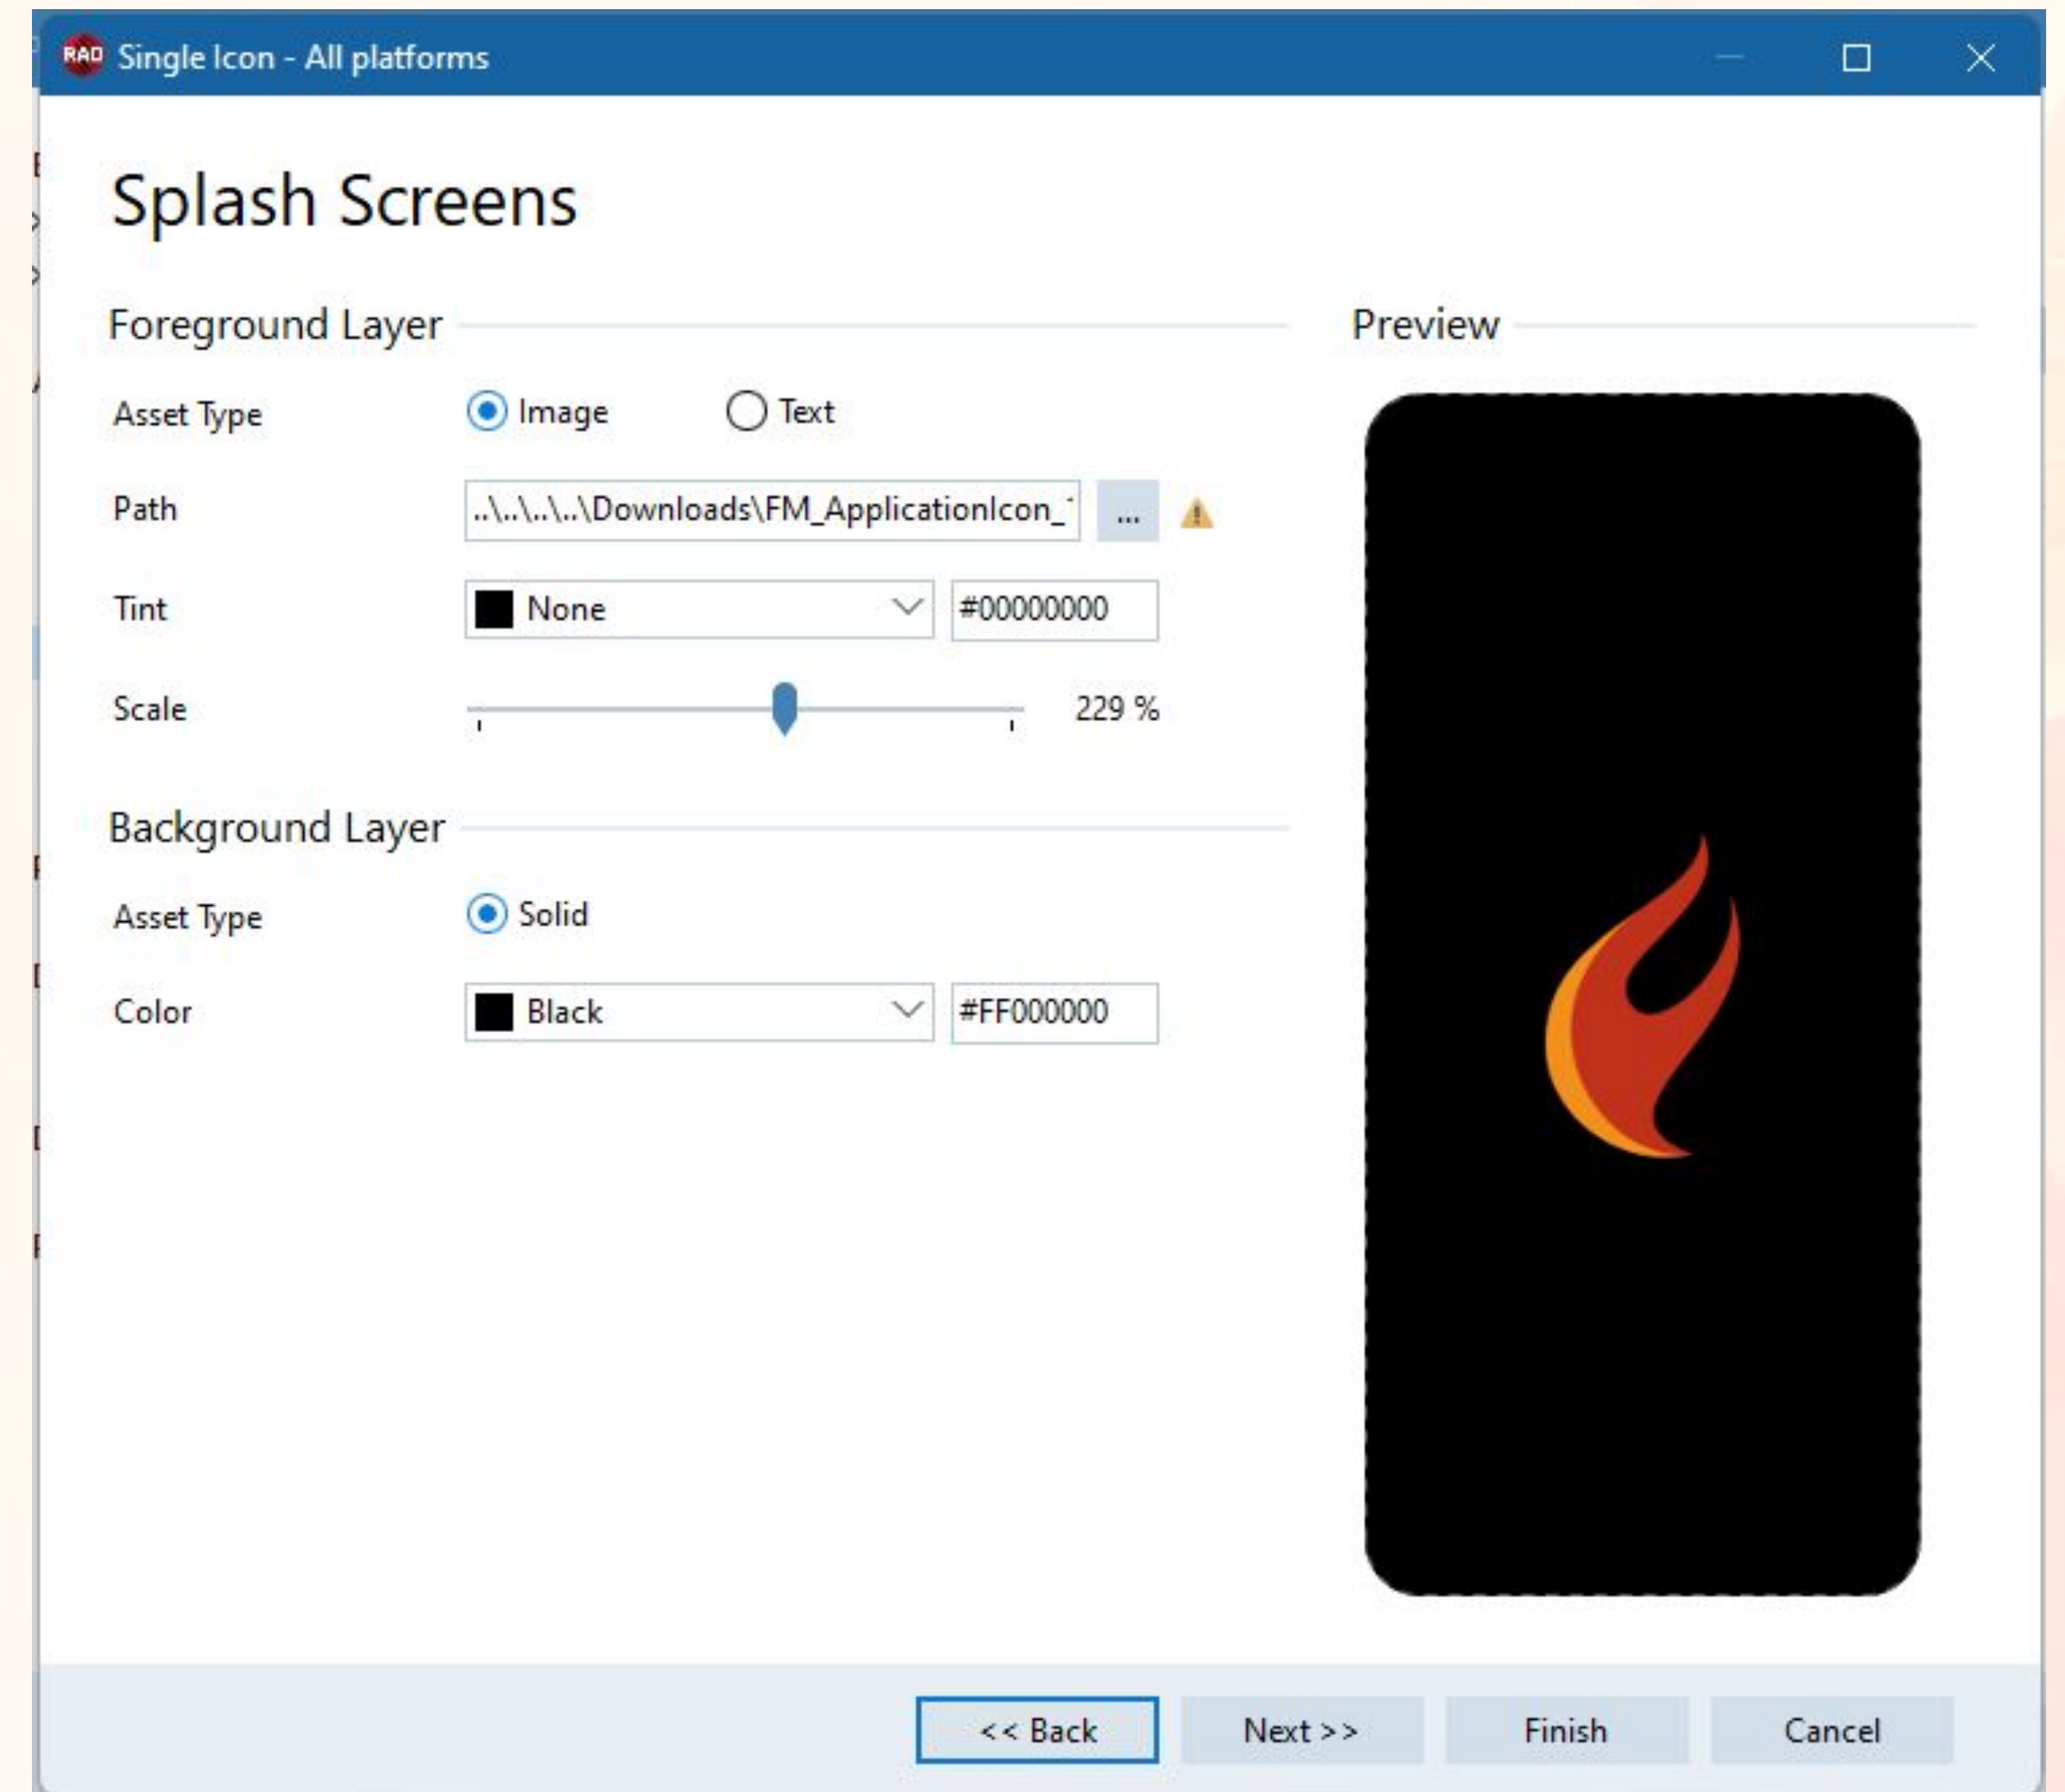 RAD Single Icon - All platforms
Splash Screens
Foreground Layer
Preview
Asset Type Image Text
Path ..\..\..\..\Downloads\FM_ApplicationIcon_ ...
Tint None #00000000
Scale 229 %
Background Layer
Asset Type Solid
Color Black #FF000000
<< Back Next >> Finish Cancel